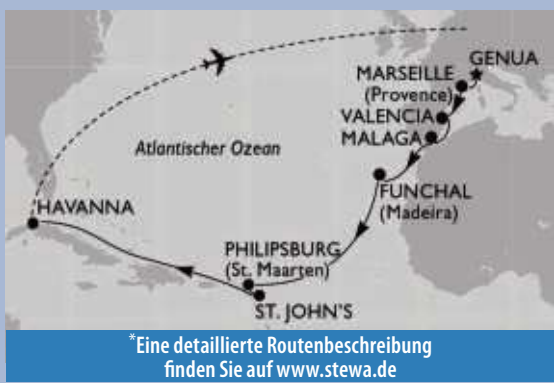 GENUA
MARSEILLE
(Provence)
VALENCIA
MALAGA
Atlantischer Ozean
FUNCHAL
(Madeira)
HAVANNA
PHILIPSBURG
(St. Maarten)
ST. JOHN'S
*Eine detaillierte Routenbeschreibung
finden Sie auf www.stewa.de